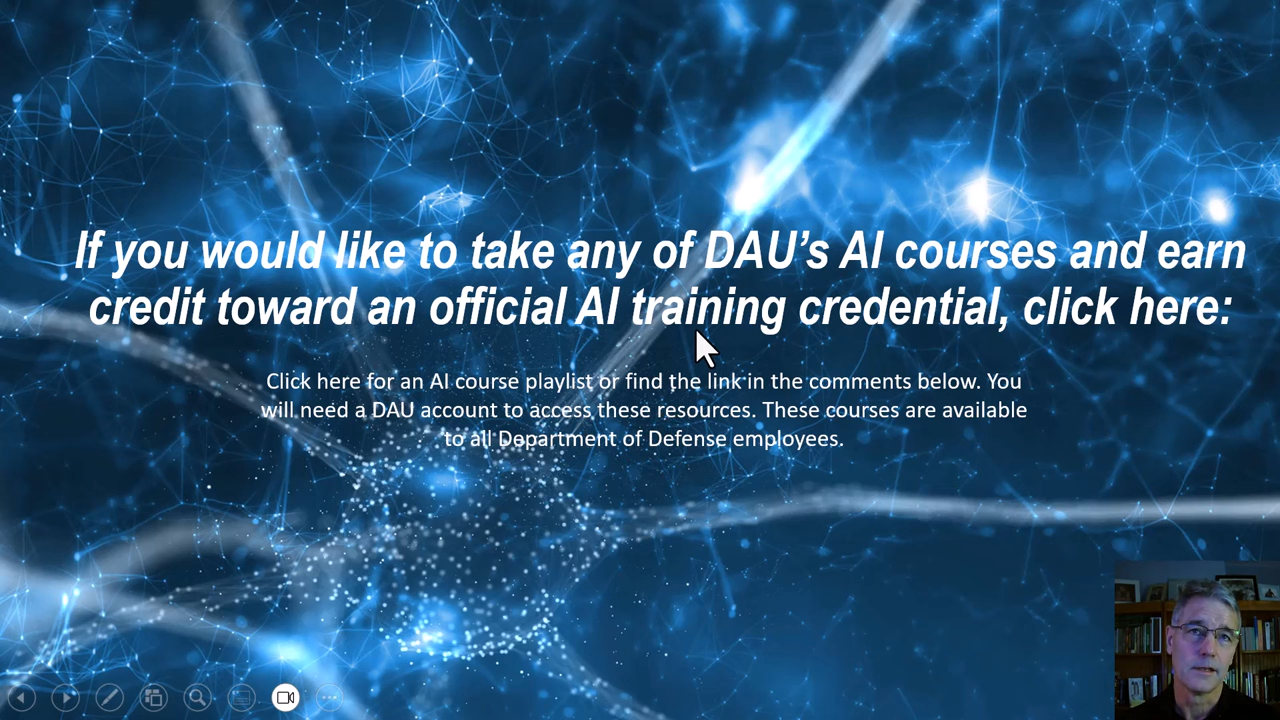 If you would like to take any of DAU’s AI courses and earn
credit toward an official AI training credential, click here:
Click here for an AI course playlist or find the link in the comments below. You
will need a DAU account to access these resources. These courses are available
to all Department of Defense employees.